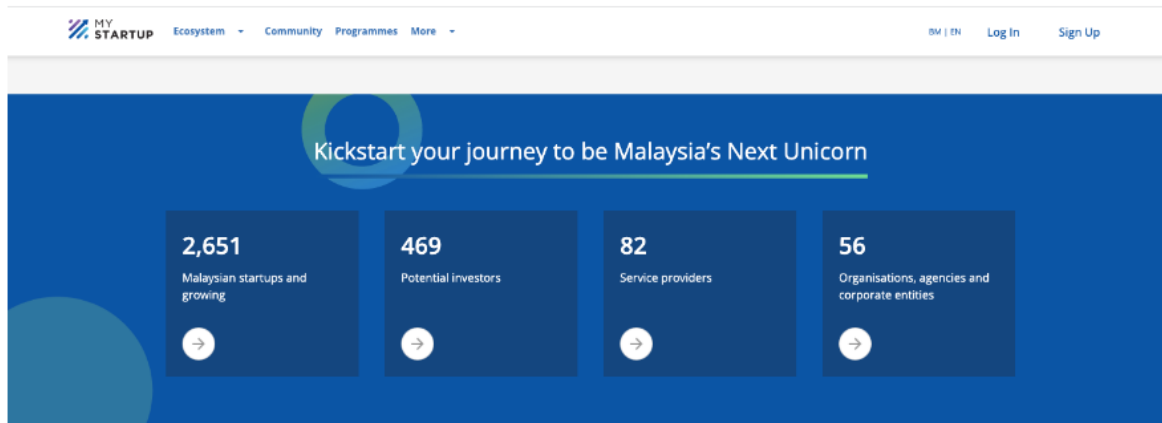 MY
STARTUP
Ecosystem
Community
Programmes
More
BM | EN
Log In
Sign Up
Kickstart your journey to be Malaysia's Next Unicorn
2,651
Malaysian startups and
growing
469
Potential investors
82
Service providers
56
Organisations, agencies and
corporate entities